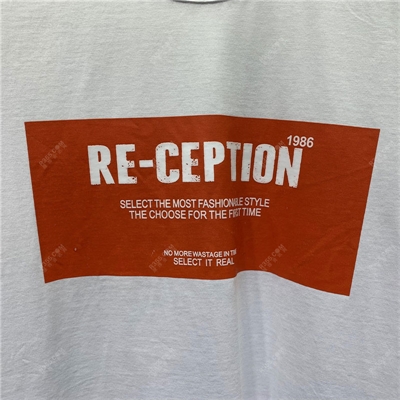 1986
RE-CEPTION
SELECT THE MOST FASHIONABLE STYLE
THE CHOOSE FOR THE FIRST TIME
NO MORE WASTAGE IN TIME
SELECT IT REAL